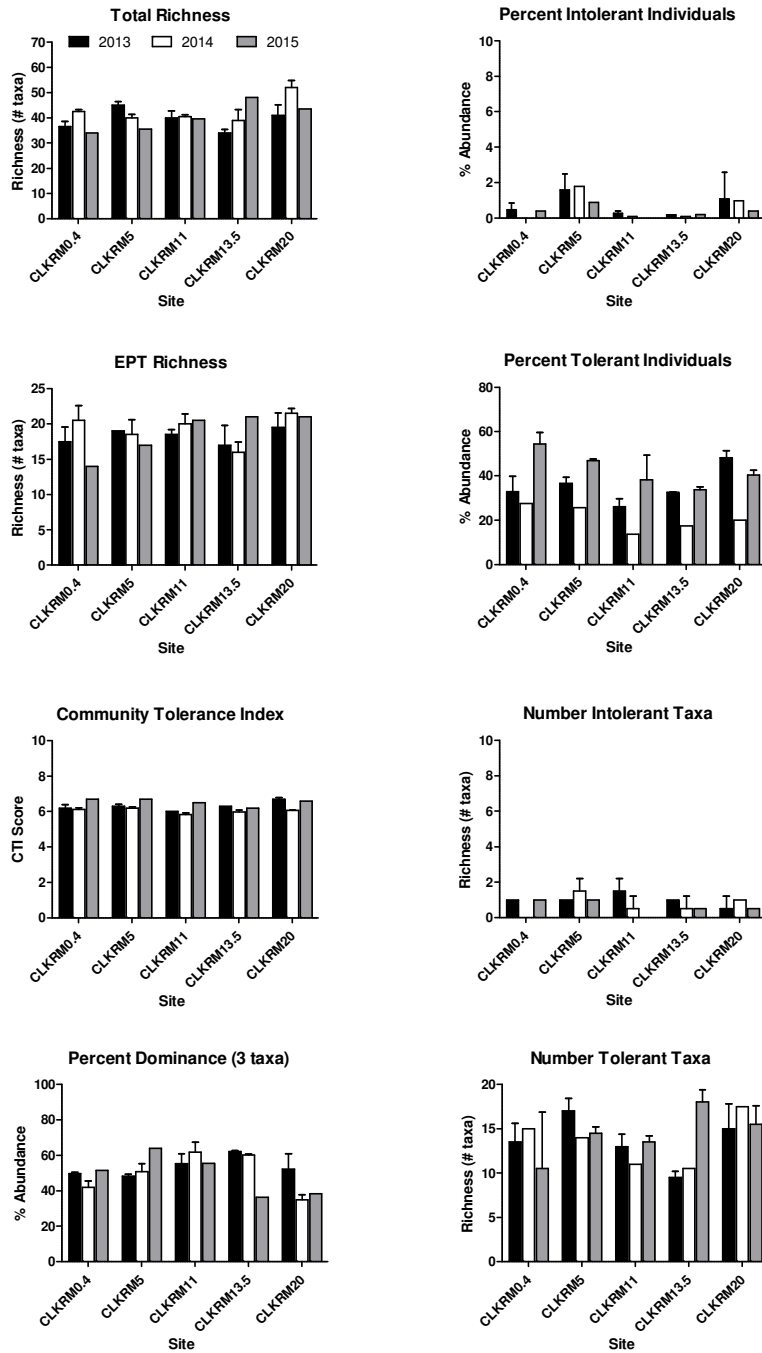 Total Richness
2013 2014 2015
Richness (# taxa)
70
60
50
40
30
20
10
0
CLKRM0.4
CLKRM5
CLKRM11
CLKRM13.5
CLKRM20
Site
Percent Intolerant Individuals
% Abundance
10
8
6
4
2
0
CLKRM0.4
CLKRM5
CLKRM11
CLKRM13.5
CLKRM20
Site
EPT Richness
Richness (# taxa)
25
20
15
10
5
0
CLKRM0.4
CLKRM5
CLKRM11
CLKRM13.5
CLKRM20
Site
Percent Tolerant Individuals
% Abundance
80
60
40
20
0
CLKRM0.4
CLKRM5
CLKRM11
CLKRM13.5
CLKRM20
Site
Community Tolerance Index
CTI Score
10
8
6
4
2
0
CLKRM0.4
CLKRM5
CLKRM11
CLKRM13.5
CLKRM20
Site
Number Intolerant Taxa
Richness (# taxa)
10
8
6
4
2
0
CLKRM0.4
CLKRM5
CLKRM11
CLKRM13.5
CLKRM20
Site
Percent Dominance (3 taxa)
% Abundance
100
80
60
40
20
0
CLKRM0.4
CLKRM5
CLKRM11
CLKRM13.5
CLKRM20
Site
Number Tolerant Taxa
Richness (# taxa)
20
15
10
5
0
CLKRM0.4
CLKRM5
CLKRM11
CLKRM13.5
CLKRM20
Site